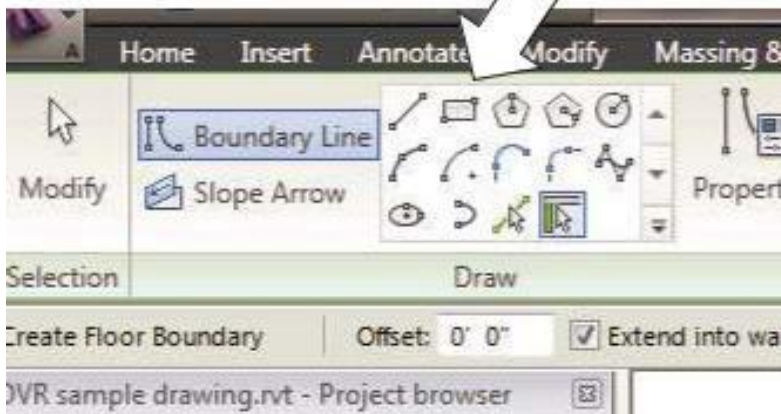 A
Home Insert Annotate Modify Massing &
Boundary Line
Modify Slope Arrow Propert
Selection Draw
Create Floor Boundary Offset: 0' 0" Extend into wa
OVR sample drawing.rvt - Project browser